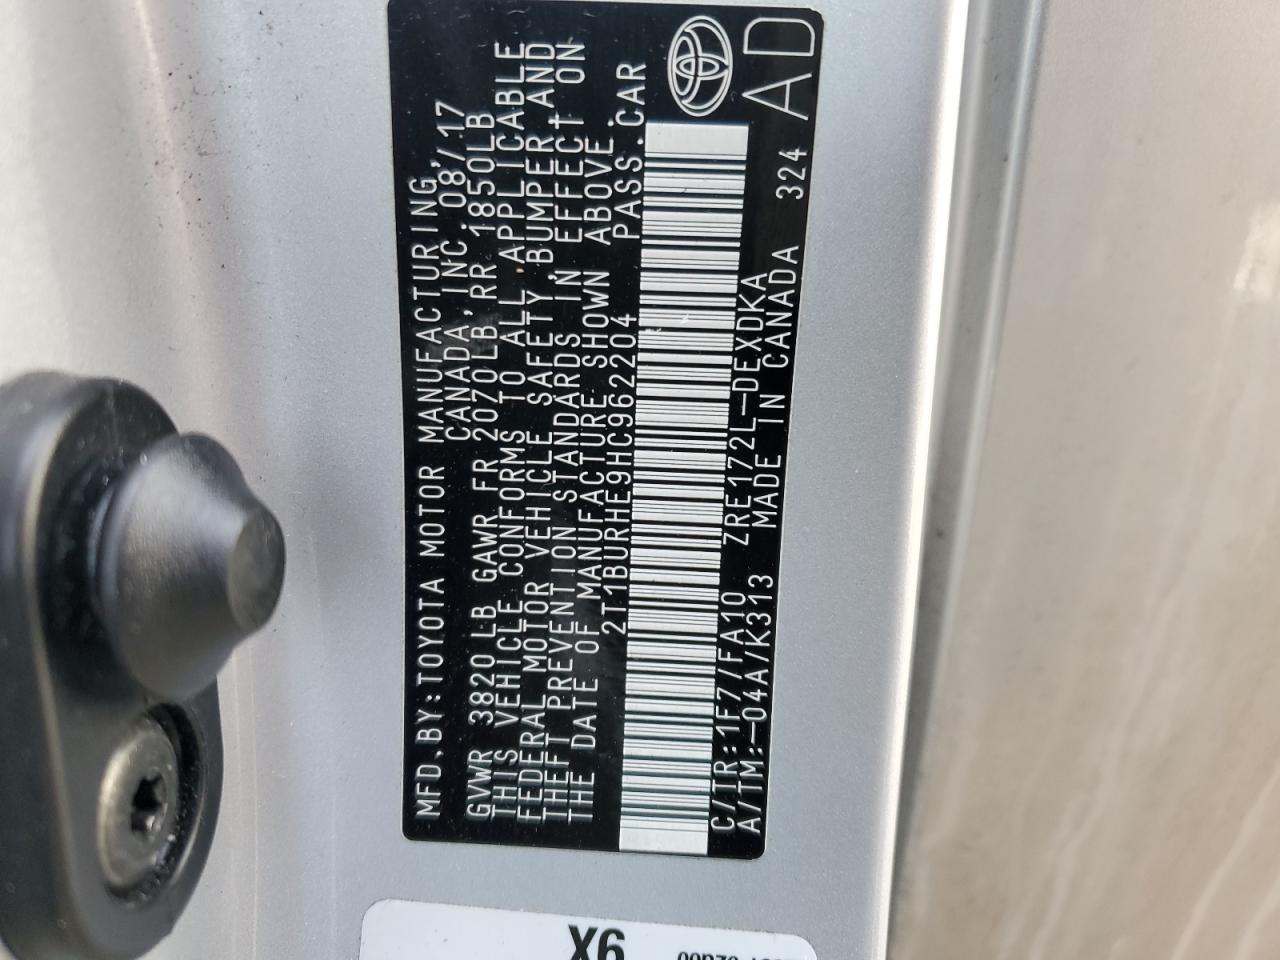 MFD.BY:TOYOTA MOTOR MANUFACTURING,
CANADA,INC. 08/17
GVWR 3820LB GAWR FR 2070LB,RR 1850LB
THIS VEHICLE CONFORMS TO ALL APPLICABLE
FEDERAL MOTOR VEHICLE SAFETY,BUMPER,AND
THEFT PREVENTION STANDARDS IN EFFECT ON
THE DATE OF MANUFACTURE SHOWN ABOVE.
2T1BURHE9HC962204 PASS.CAR
C/TR:1F7/FA10 ZRE172L-DEXDKA 324
A/TM:-04A/K313 MADE IN CANADA AD
X6